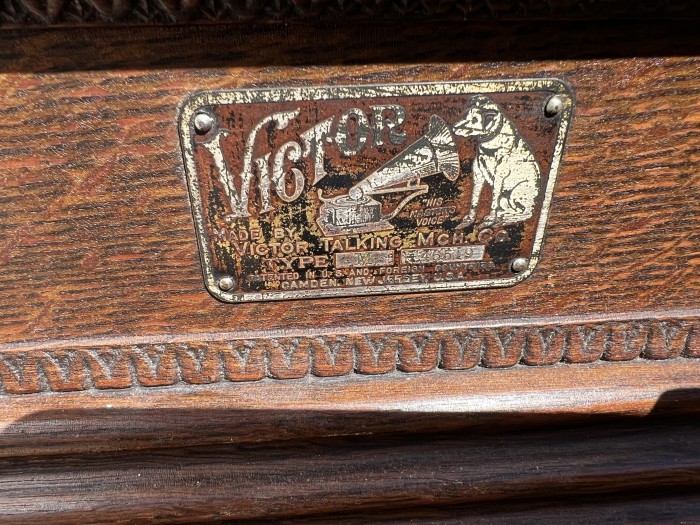 VICTOR
"HIS
MASTER'S
VOICE"
MADE BY
VICTOR TALKING MCH. CO
TYPE
CAMDEN, NEW JERSEY, U.S.A.